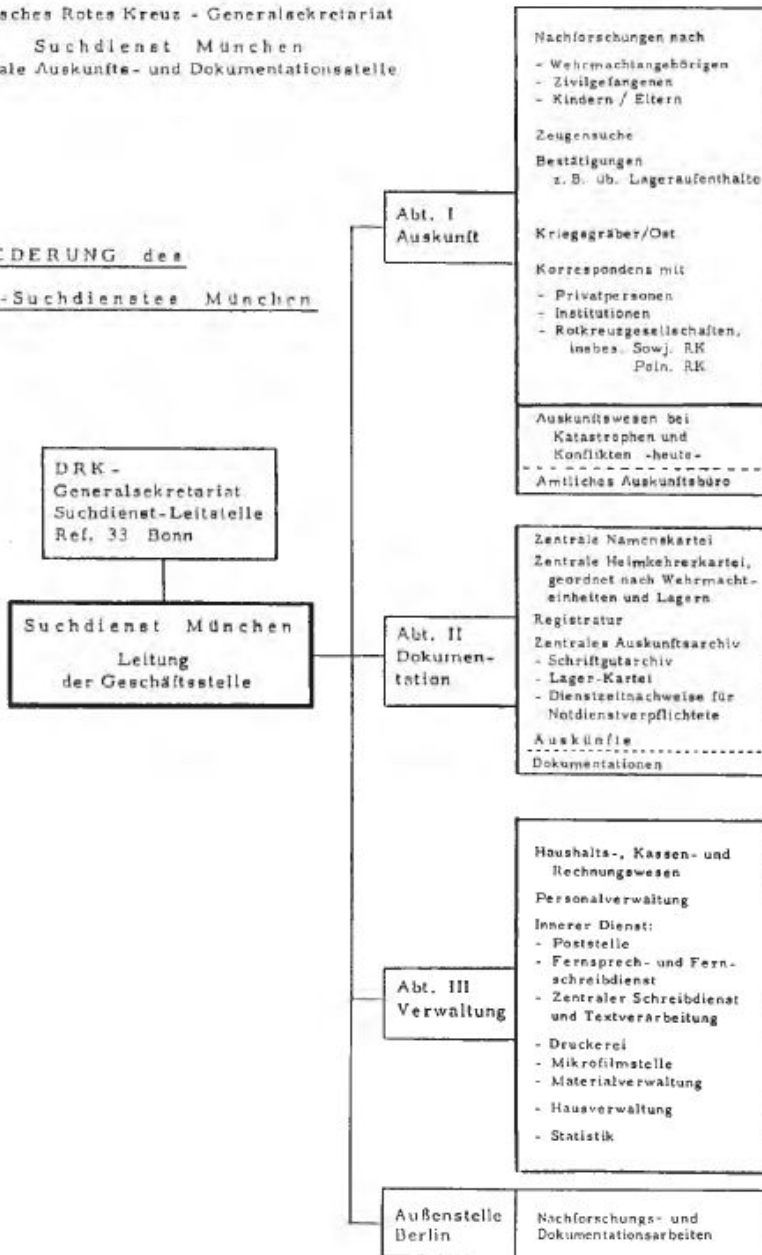 sches Rotes Kreuz - Generalsekretariat
Suchdienst München
ale Auskunfts- und Dokumentationsstelle
EDERUNG des
-Suchdienstes München
DRK-
Generalsekretariat
Suchdienst-Leitstelle
Ref. 33 Bonn
Suchdienst München
Leitung
der Geschäftsstelle
Abt. I
Auskunft
Nachforschungen nach
- Wehrmachtangehörigen
- Zivilgefangenen
- Kindern / Eltern
Zeugensuche
Bestätigungen
z. B. üb. Lageraufenthalte
Kriegsgräber/Ost
Korrespondenz mit
- Privatpersonen
- Institutionen
- Rotkreuzgesellschaften,
insbes. Sowj. RK
Poln. RK
Auskunftswesen bei
Katastrophen und
Konflikten -heute-
Amtliches Auskunftsbüro
Abt. II
Dokumen-
tation
Zentrale Namenskartei
Zentrale Heimkehrerkartei,
geordnet nach Wehrmacht-
einheiten und Lagern
Registratur
Zentrales Auskunftsarchiv
- Schriftgutarchiv
- Lager-Kartei
- Dienstzeitnachweise für
Notdienstverpflichtete
Auskünfte
Dokumentationen
Abt. III
Verwaltung
Haushalts-, Kassen- und
Rechnungswesen
Personalverwaltung
Innerer Dienst:
- Poststelle
- Fernsprech- und Fern-
schreibdienst
- Zentraler Schreibdienst
und Textverarbeitung
- Druckerei
- Mikrofilmstelle
- Materialverwaltung
- Hausverwaltung
- Statistik
Außenstelle
Berlin
Nachforschungs- und
Dokumentationsarbeiten